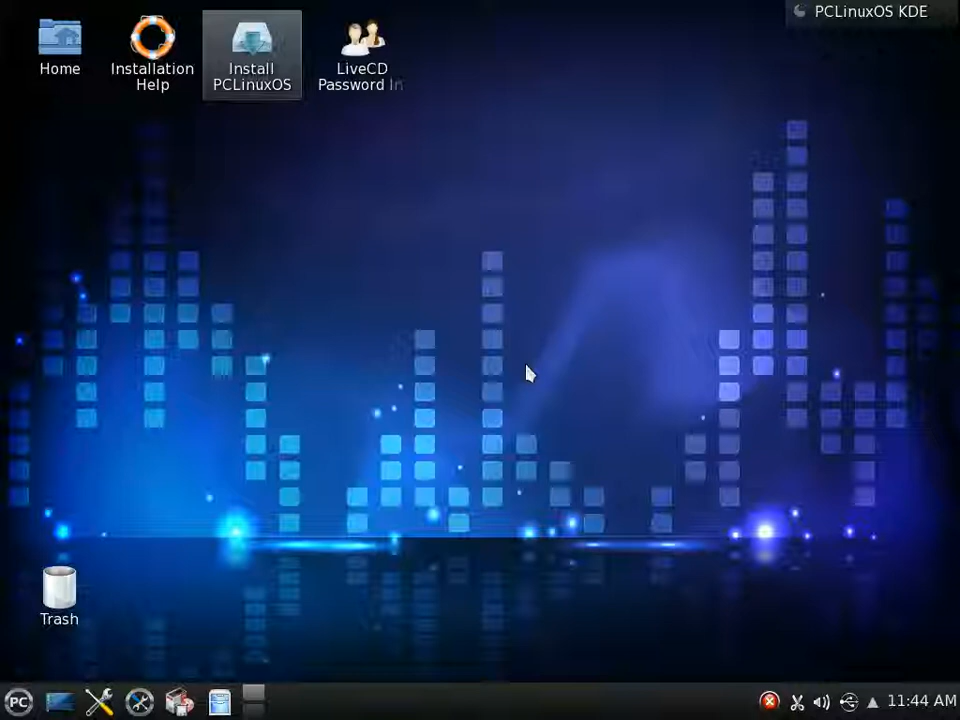 PCLinuxOS KDE
Home
Installation
Help
Install
PCLinuxOS
LiveCD
Password In
Trash
PC
11:44 AM